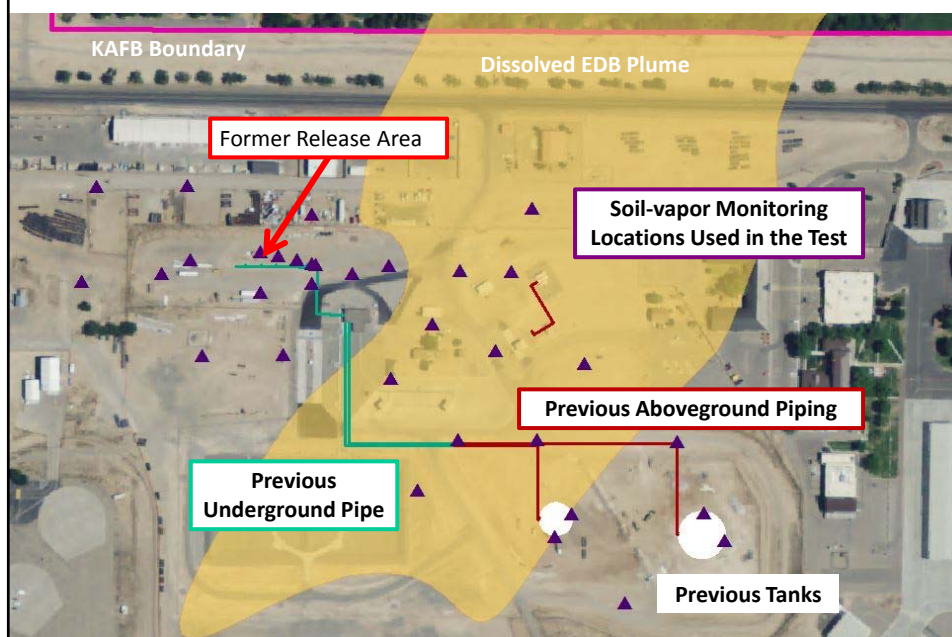 KAFB Boundary
Dissolved EDB Plume
Former Release Area
Soil-vapor Monitoring
Locations Used in the Test
Previous Aboveground Piping
Previous
Underground Pipe
Previous Tanks